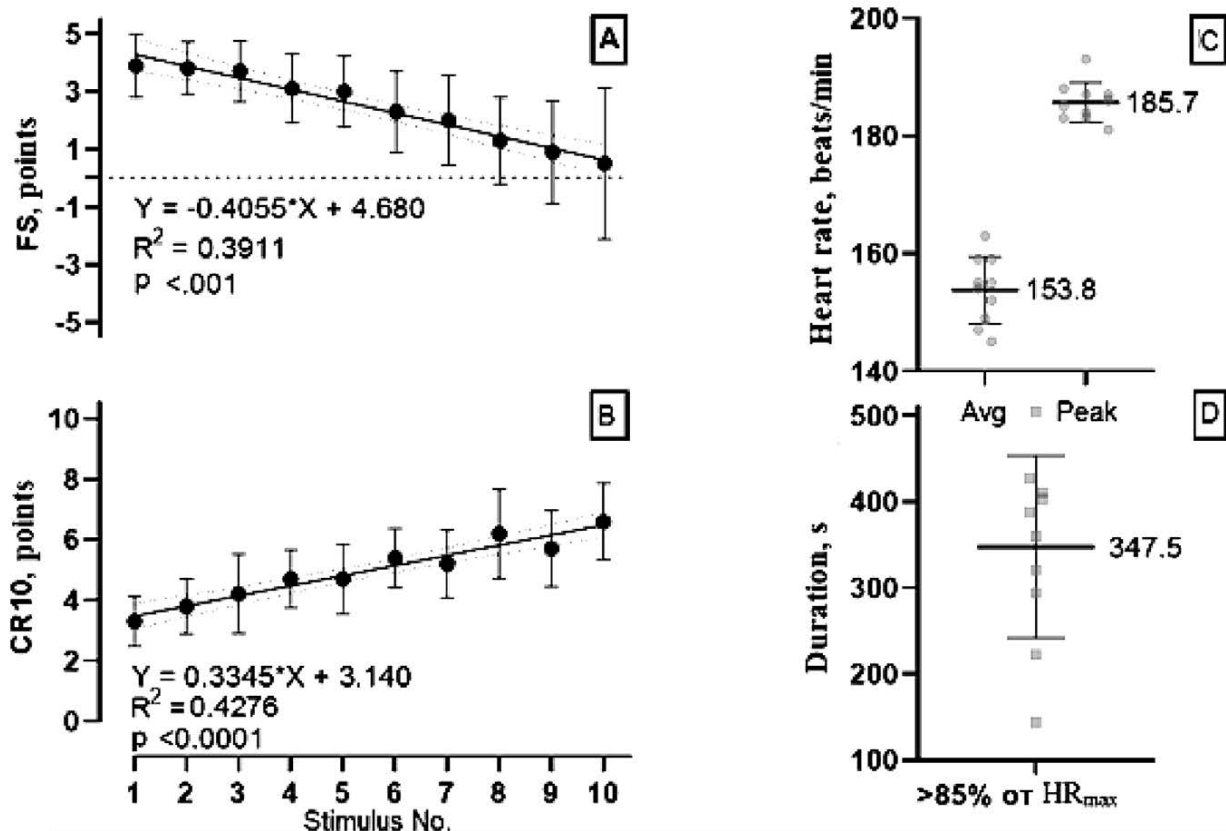 A
FS, points
5
3
1
-1
-3
-5
Y = -0.4055*X + 4.680
R² = 0.3911
p <.001
B
CR10, points
10
8
6
4
2
0
Y = 0.3345*X + 3.140
R² = 0.4276
p <0.0001
1 2 3 4 5 6 7 8 9 10
Stimulus No.
C
Heart rate, beats/min
200
180
160
140
185.7
153.8
Avg Peak
D
Duration, s
500
400
300
200
100
347.5
>85% от HRmax